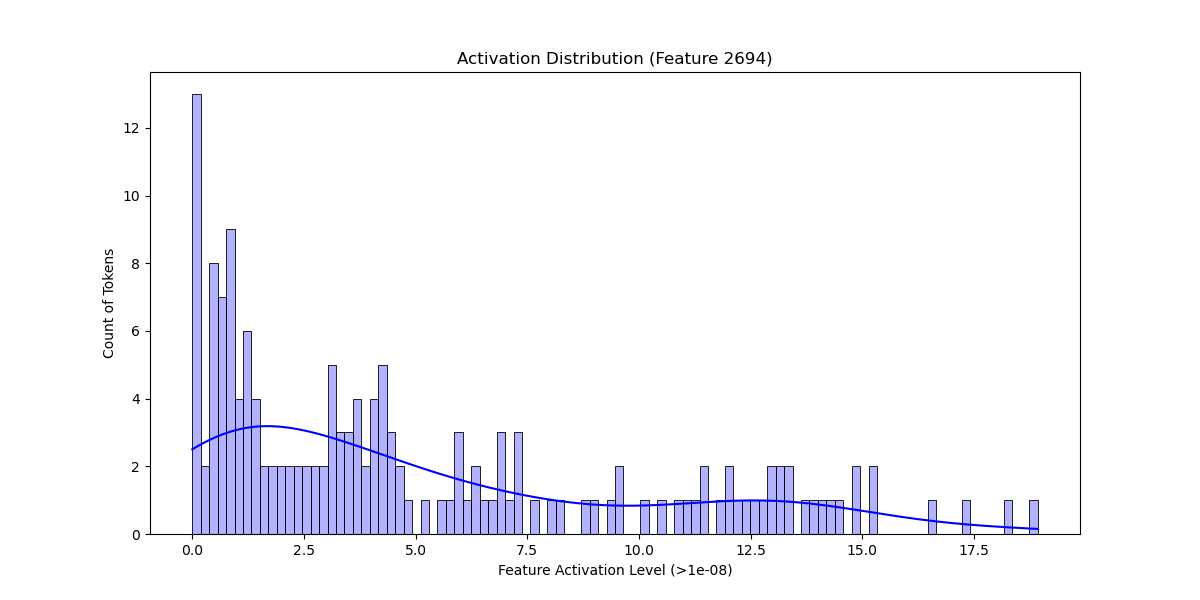 Activation Distribution (Feature 2694)
12
10
8
6
4
2
0
Count of Tokens
0.0 2.5 5.0 7.5 10.0 12.5 15.0 17.5
Feature Activation Level (>1e-08)